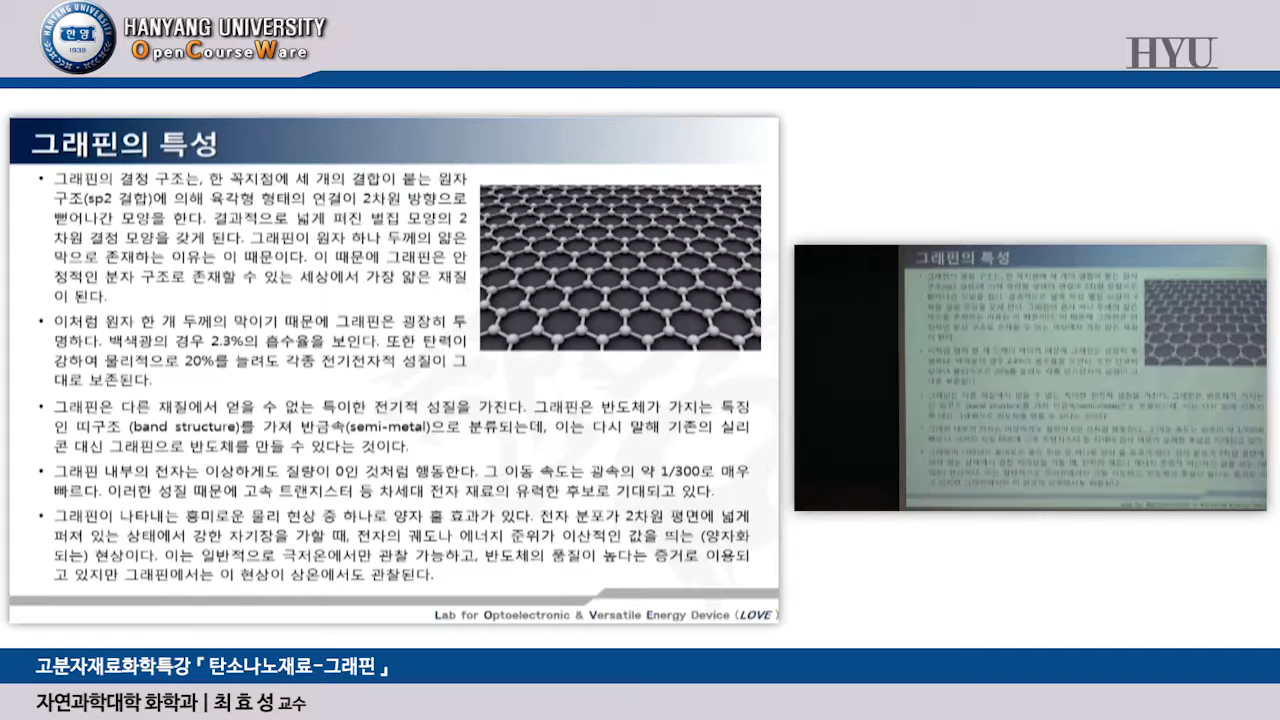 HANYANG UNIVERSITY
OpenCourseWare
한양
1939
HYU
그래핀의 특성
• 그래핀의 결정 구조는, 한 꼭지점에 세 개의 결합이 붙는 원자
구조(sp2 결합)에 의해 육각형 형태의 연결이 2차원 방향으로
뻗어나간 모양을 한다. 결과적으로 넓게 퍼진 벌집 모양의 2
차원 결정 모양을 갖게 된다. 그래핀이 원자 하나 두께의 얇은
막으로 존재하는 이유는 이 때문이다. 이 때문에 그래핀은 안
정적인 분자 구조로 존재할 수 있는 세상에서 가장 얇은 재질
이 된다.
• 이처럼 원자 한 개 두께의 막이기 때문에 그래핀은 굉장히 투
명하다. 백색광의 경우 2.3%의 흡수율을 보인다. 또한 탄력이
강하여 물리적으로 20%를 늘려도 각종 전기전자적 성질이 그
대로 보존된다.
• 그래핀은 다른 재질에서 얻을 수 없는 특이한 전기적 성질을 가진다. 그래핀은 반도체가 가지는 특징
인 띠구조 (band structure)를 가져 반금속(semi-metal)으로 분류되는데, 이는 다시 말해 기존의 실리
콘 대신 그래핀으로 반도체를 만들 수 있다는 것이다.
• 그래핀 내부의 전자는 이상하게도 질량이 0인 것처럼 행동한다. 그 이동 속도는 광속의 약 1/300로 매우
빠르다. 이러한 성질 때문에 고속 트랜지스터 등 차세대 전자 재료의 유력한 후보로 기대되고 있다.
• 그래핀이 나타내는 흥미로운 물리 현상 중 하나로 양자 홀 효과가 있다. 전자 분포가 2차원 평면에 넓게
퍼져 있는 상태에서 강한 자기장을 가할 때, 전자의 궤도나 에너지 준위가 이산적인 값을 띄는 (양자화
되는) 현상이다. 이는 일반적으로 극저온에서만 관찰 가능하고, 반도체의 품질이 높다는 증거로 이용되
고 있지만 그래핀에서는 이 현상이 상온에서도 관찰된다.
Lab for Optoelectronic & Versatile Energy Device (LOVE)
그래핀의 특성
고분자재료화학특강『탄소나노재료-그래핀』
자연과학대학 화학과 | 최효성 교수